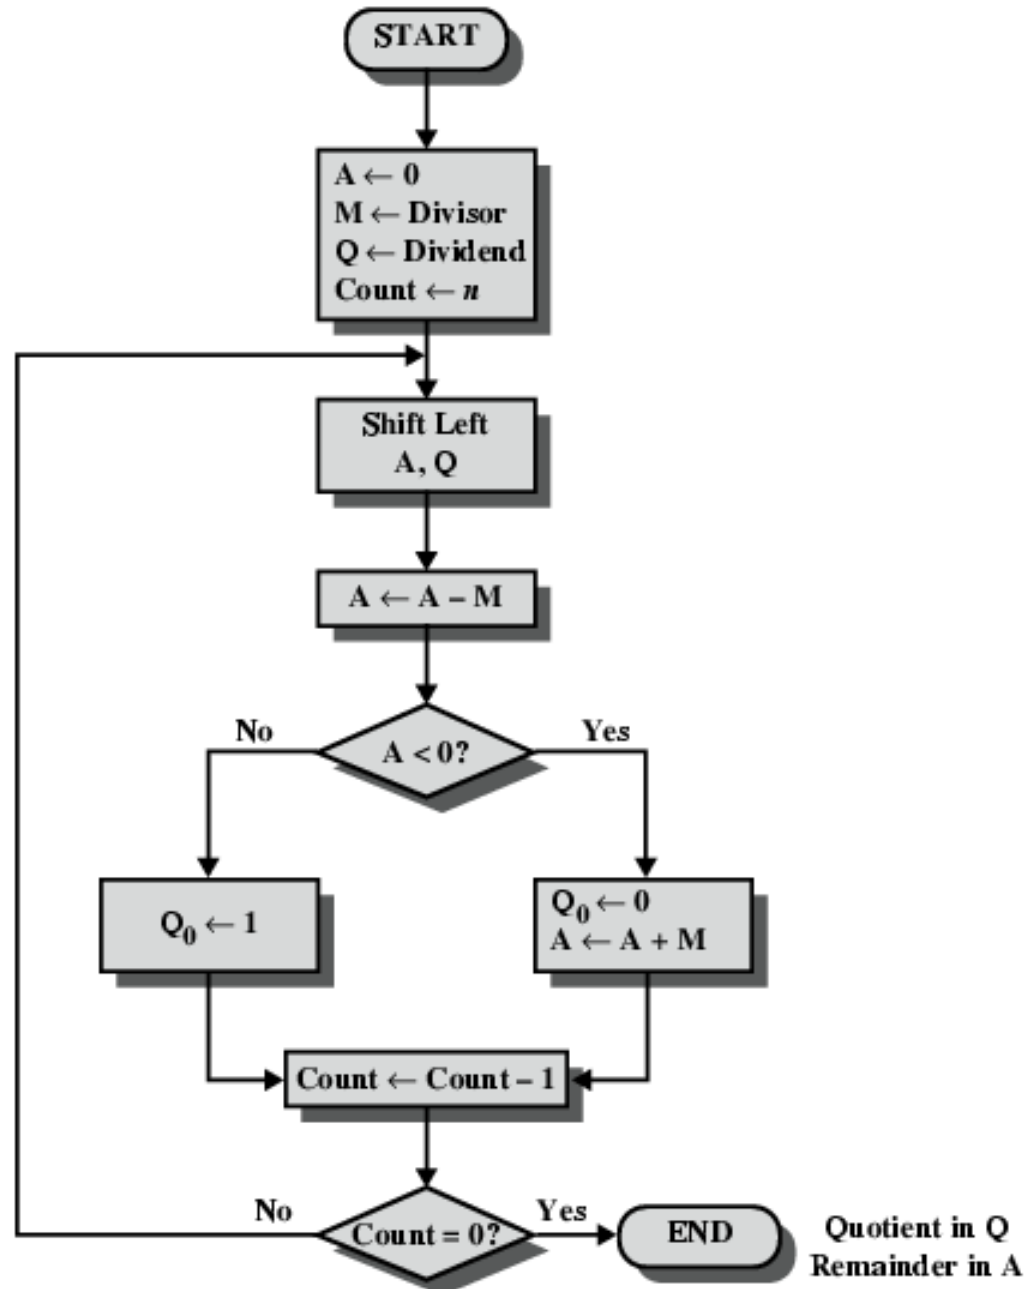 START
A ← 0
M ← Divisor
Q ← Dividend
Count ← n
Shift Left
A, Q
A ← A – M
No
A < 0?
Yes
Q0 ← 1
Q0 ← 0
A ← A + M
Count ← Count – 1
No
Count = 0?
Yes
END
Quotient in Q
Remainder in A